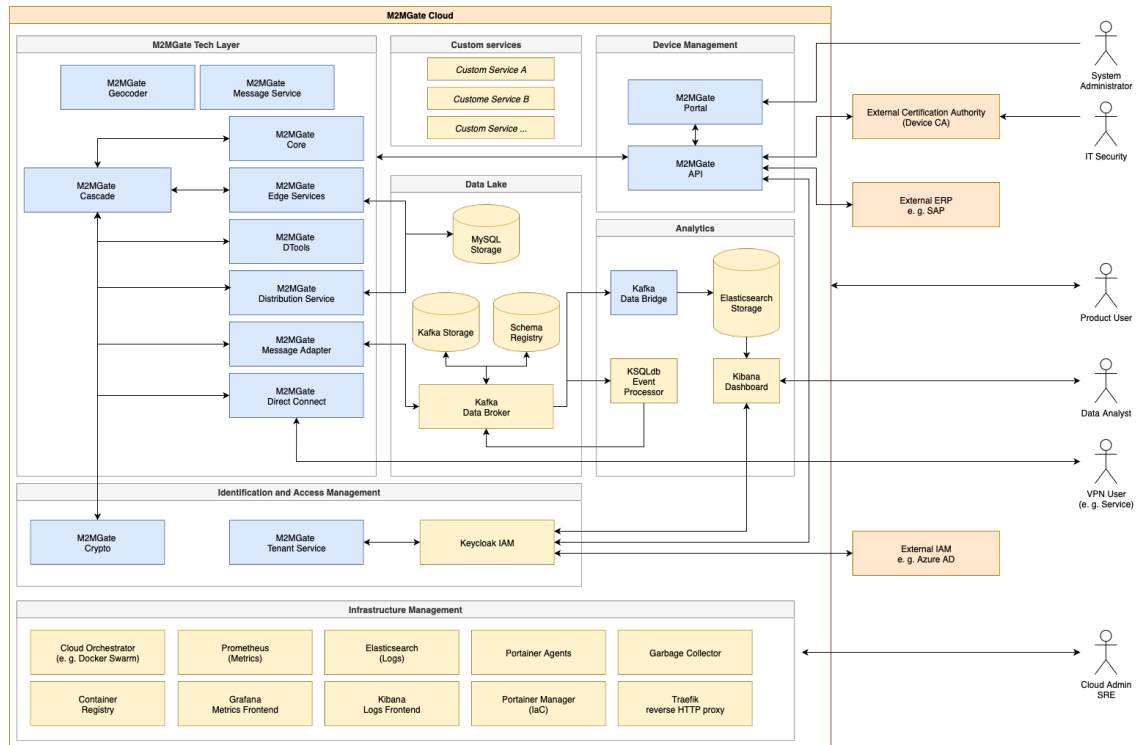 M2MGate Cloud
M2MGate Tech Layer
M2MGate
Geocoder
M2MGate
Message Service
M2MGate
Core
M2MGate
Cascade
M2MGate
Edge Services
M2MGate
DTools
M2MGate
Distribution Service
M2MGate
Message Adapter
M2MGate
Direct Connect
Custom services
Custom Service A
Custome Service B
Custom Service ...
Data Lake
MySQL
Storage
Kafka Storage
Schema
Registry
Kafka
Data Broker
Device Management
M2MGate
Portal
M2MGate
API
Analytics
Kafka
Data Bridge
Elasticsearch
Storage
KSQLdb
Event
Processor
Kibana
Dashboard
Identification and Access Management
M2MGate
Crypto
M2MGate
Tenant Service
Keycloak IAM
Infrastructure Management
Cloud Orchestrator
(e. g. Docker Swarm)
Prometheus
(Metrics)
Elasticsearch
(Logs)
Portainer Agents
Garbage Collector
Container
Registry
Grafana
Metrics Frontend
Kibana
Logs Frontend
Portainer Manager
(IaC)
Traefik
reverse HTTP proxy
External Certification Authority
(Device CA)
External ERP
e. g. SAP
External IAM
e. g. Azure AD
System
Administrator
IT Security
Product User
Data Analyst
VPN User
(e. g. Service)
Cloud Admin
SRE